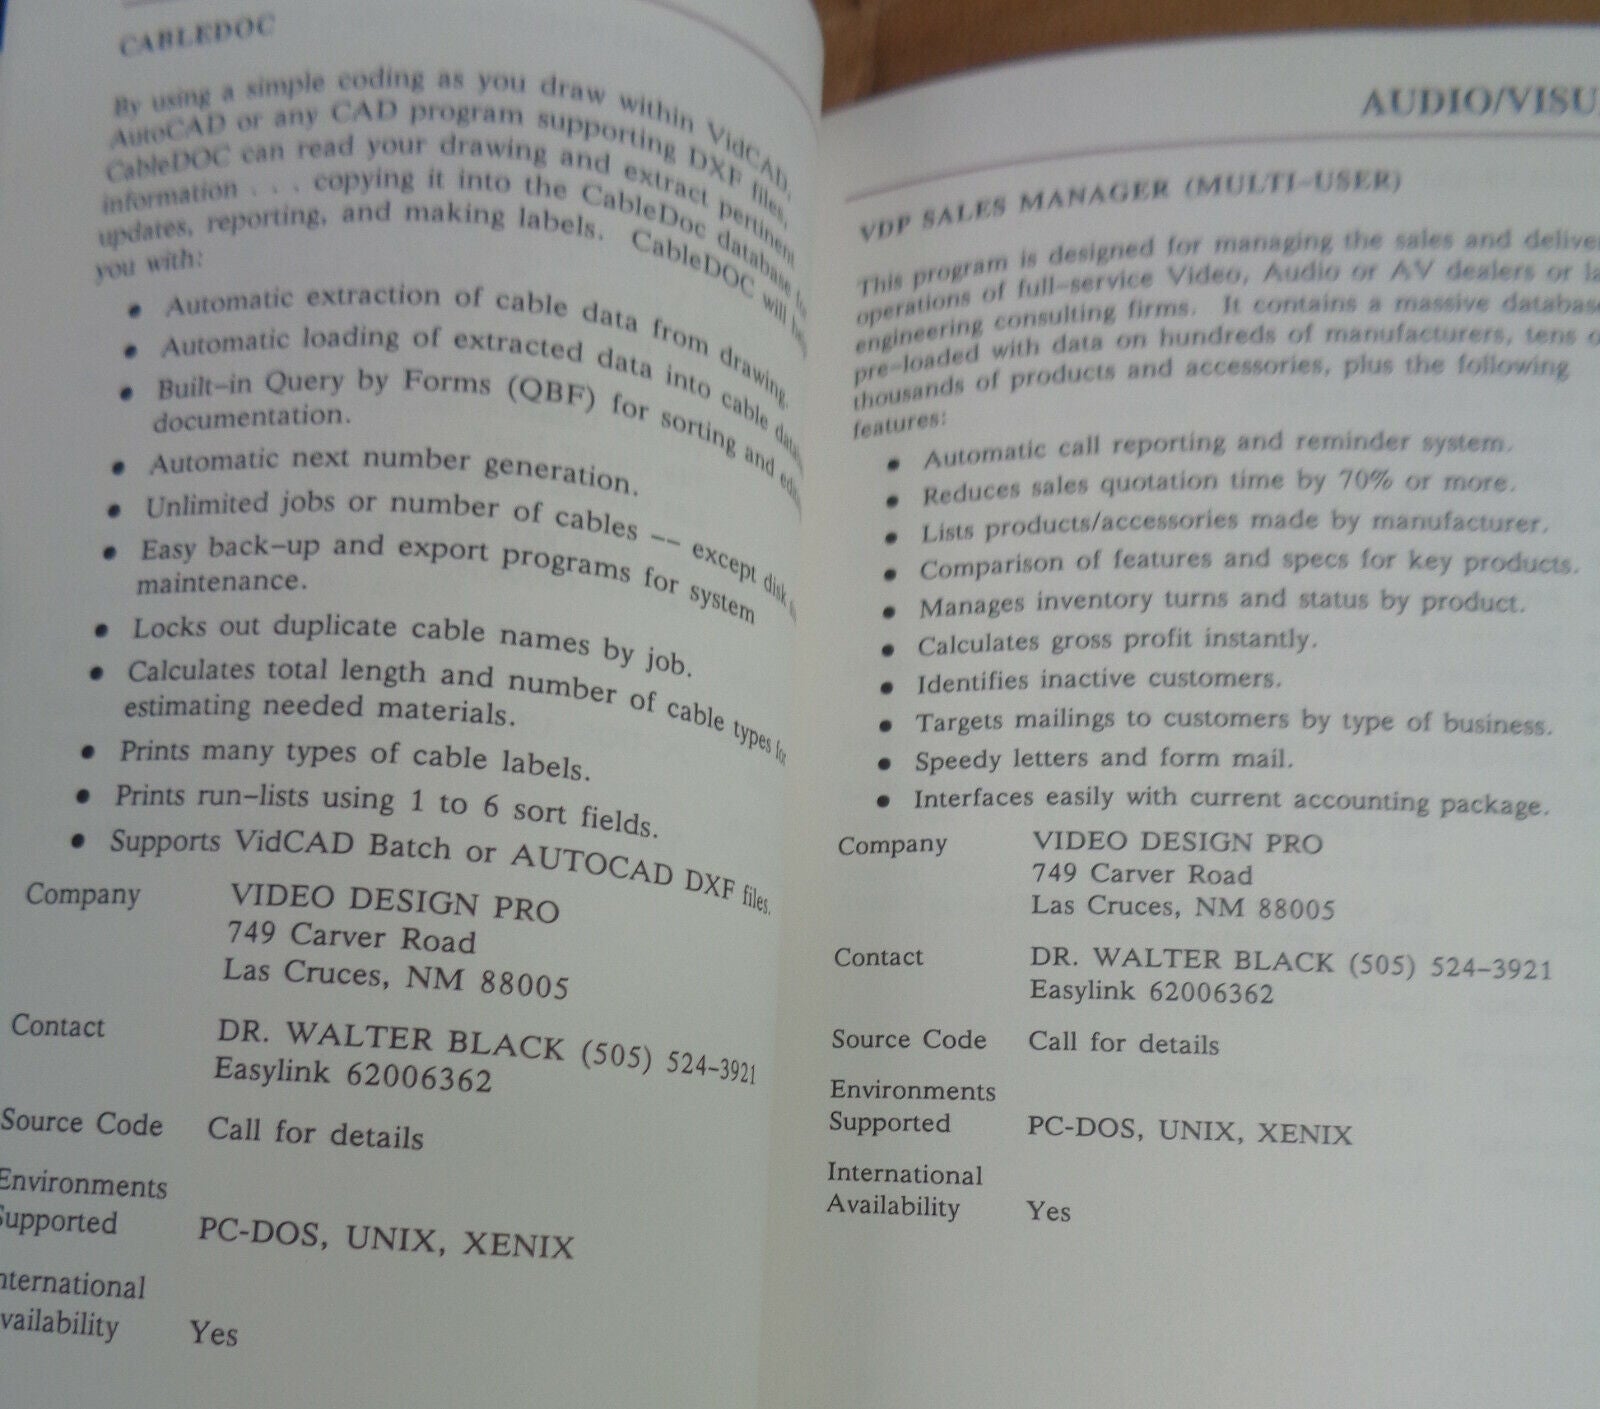 CABLEDOC
By using a simple coding as you draw within VidCAD,
AutoCAD or any CAD program supporting DXF files,
CableDOC can read your drawing and extract pertinent
information . . . copying it into the CableDoc database for
updates, reporting, and making labels. CableDOC will help
you with:
• Automatic extraction of cable data from drawing.
• Automatic loading of extracted data into cable
• Built-in Query by Forms (QBF) for sorting and
documentation.
• Automatic next number generation.
• Unlimited jobs or number of cables -- except disk
• Easy back-up and export programs for system
maintenance.
• Locks out duplicate cable names by job.
• Calculates total length and number of cable types for
estimating needed materials.
• Prints many types of cable labels.
• Prints run-lists using 1 to 6 sort fields.
• Supports VidCAD Batch or AUTOCAD DXF files.
Company VIDEO DESIGN PRO
749 Carver Road
Las Cruces, NM 88005
Contact DR. WALTER BLACK (505) 524-3921
Easylink 62006362
Source Code Call for details
Environments
Supported PC-DOS, UNIX, XENIX
nternational
vailability Yes
AUDIO/VISU
VDP SALES MANAGER (MULTI-USER)
This program is designed for managing the sales and deliver
operations of full-service Video, Audio or AV dealers or la
engineering consulting firms. It contains a massive database
pre-loaded with data on hundreds of manufacturers, tens o
thousands of products and accessories, plus the following
features:
• Automatic call reporting and reminder system.
• Reduces sales quotation time by 70% or more.
• Lists products/accessories made by manufacturer.
• Comparison of features and specs for key products.
• Manages inventory turns and status by product.
• Calculates gross profit instantly.
• Identifies inactive customers.
• Targets mailings to customers by type of business.
• Speedy letters and form mail.
• Interfaces easily with current accounting package.
Company VIDEO DESIGN PRO
749 Carver Road
Las Cruces, NM 88005
Contact DR. WALTER BLACK (505) 524-3921
Easylink 62006362
Source Code Call for details
Environments
Supported PC-DOS, UNIX, XENIX
International
Availability Yes